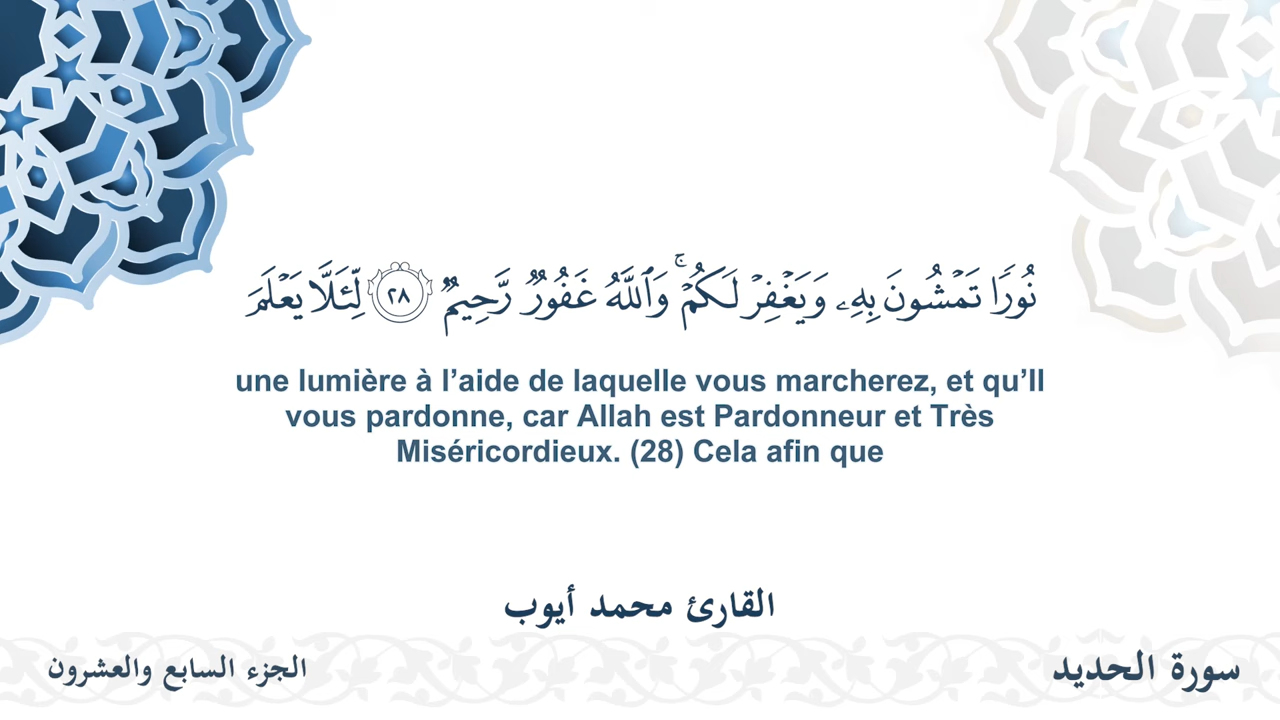 نُورًا تَمْشُونَ بِهِۦ وَيَغْفِرْ لَكُمْ ۚ وَٱللَّهُ غَفُورٌ رَّحِيمٌ ٢٨ لِّئَلَّا يَعْلَمَ
une lumière à l’aide de laquelle vous marcherez, et qu’Il
vous pardonne, car Allah est Pardonneur et Très
Miséricordieux. (28) Cela afin que
القارئ محمد أيوب
سورة الحديد
الجزء السابع والعشرون